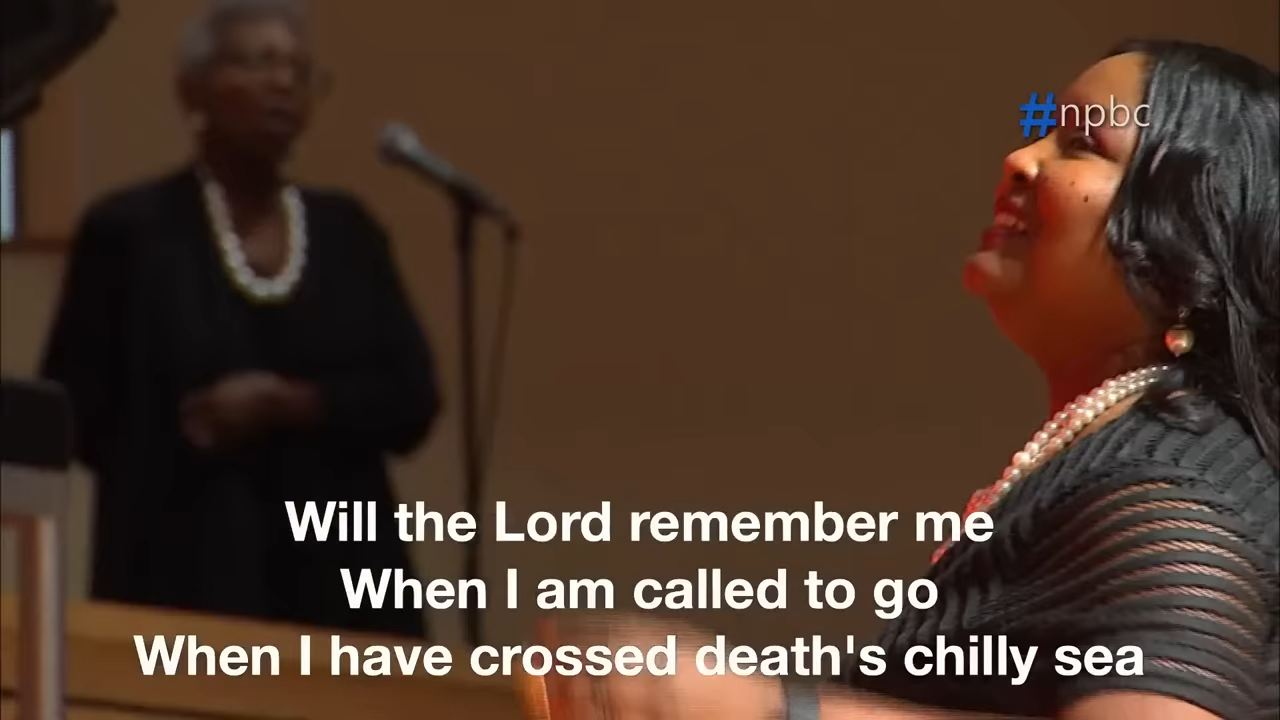 #npbc
Will the Lord remember me
When I am called to go
When I have crossed death's chilly sea